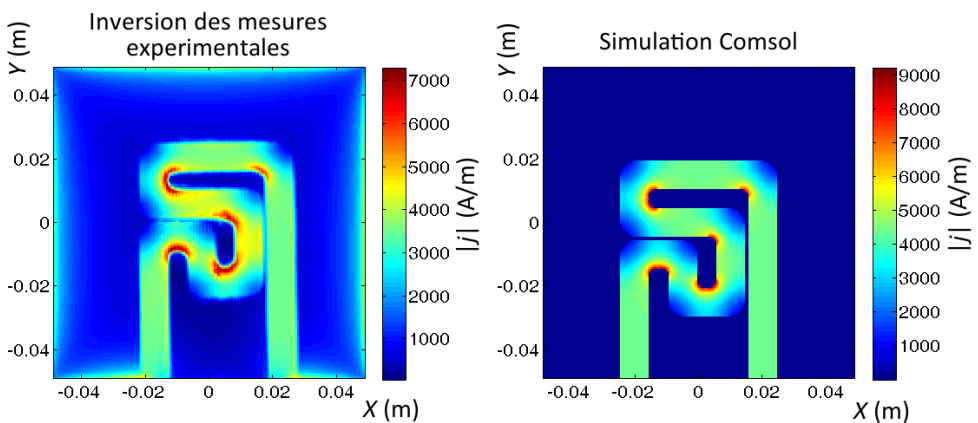 Inversion des mesures
experimentales
Y (m)
0.04
0.02
0
-0.02
-0.04
-0.04 -0.02 0 0.02 0.04
X (m)
7000
6000
5000
4000
3000
2000
1000
|j| (A/m)
Simulation Comsol
Y (m)
0.04
0.02
0
-0.02
-0.04
-0.04 -0.02 0 0.02 0.04
X (m)
9000
8000
7000
6000
5000
4000
3000
2000
1000
|j| (A/m)